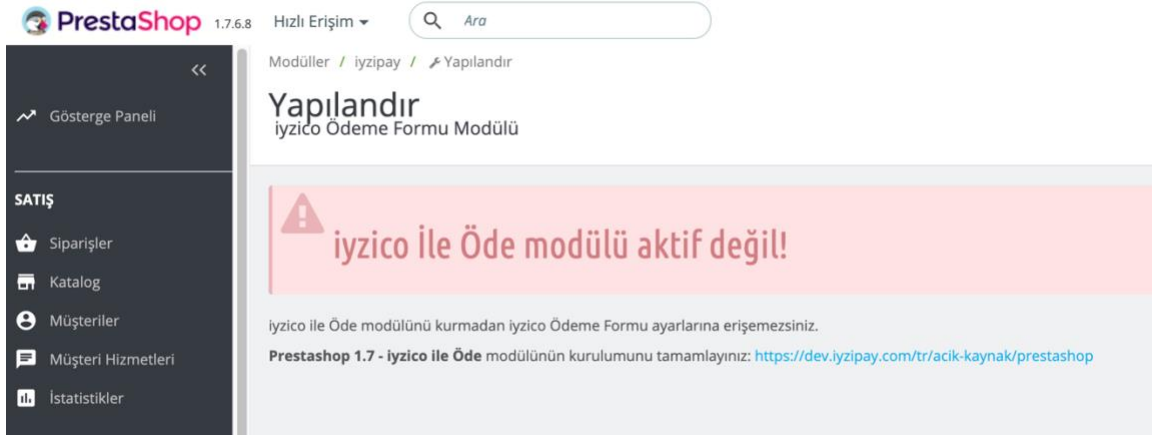 PrestaShop 1.7.6.8 Hızlı Erişim Ara
Modüller / iyzipay / Yapılandır
Yapılandır
iyzico Ödeme Formu Modülü
Gösterge Paneli
SATIŞ
Siparişler
Katalog
Müşteriler
Müşteri Hizmetleri
İstatistikler
iyzico İle Öde modülü aktif değil!
iyzico ile Öde modülünü kurmadan iyzico Ödeme Formu ayarlarına erişemezsiniz.
Prestashop 1.7 - iyzico ile Öde modülünün kurulumunu tamamlayınız: https://dev.iyzipay.com/tr/acik-kaynak/prestashop